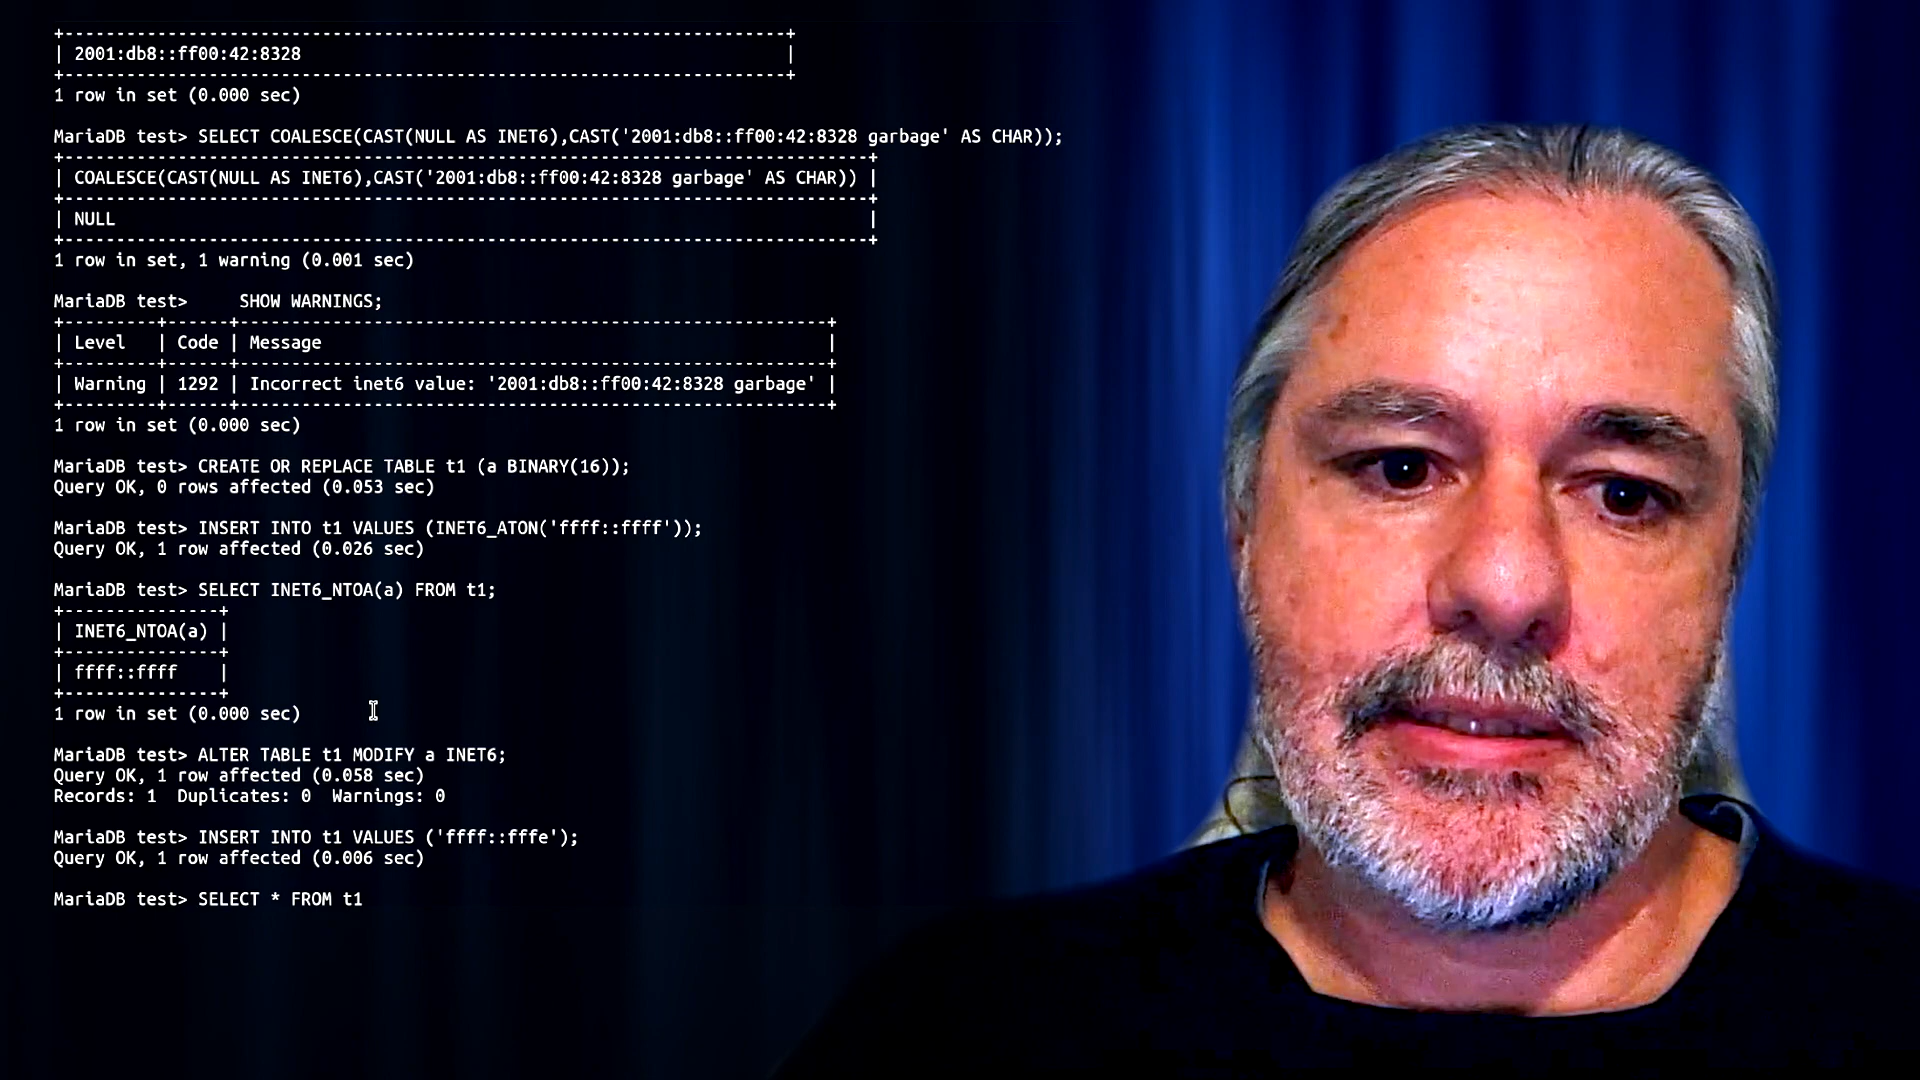 +-----------------------------------------------------------------------+
| 2001:db8::ff00:42:8328                                                |
+-----------------------------------------------------------------------+
1 row in set (0.000 sec)
MariaDB test> SELECT COALESCE(CAST(NULL AS INET6),CAST('2001:db8::ff00:42:8328 garbage' AS CHAR));
+-------------------------------------------------------------------------------+
| COALESCE(CAST(NULL AS INET6),CAST('2001:db8::ff00:42:8328 garbage' AS CHAR)) |
+-------------------------------------------------------------------------------+
| NULL                                                                          |
+-------------------------------------------------------------------------------+
1 row in set, 1 warning (0.001 sec)
MariaDB test>     SHOW WARNINGS;
+---------+------+----------------------------------------------------------+
| Level   | Code | Message                                                  |
+---------+------+----------------------------------------------------------+
| Warning | 1292 | Incorrect inet6 value: '2001:db8::ff00:42:8328 garbage' |
+---------+------+----------------------------------------------------------+
1 row in set (0.000 sec)
MariaDB test> CREATE OR REPLACE TABLE t1 (a BINARY(16));
Query OK, 0 rows affected (0.053 sec)
MariaDB test> INSERT INTO t1 VALUES (INET6_ATON('ffff::ffff'));
Query OK, 1 row affected (0.026 sec)
MariaDB test> SELECT INET6_NTOA(a) FROM t1;
+---------------+
| INET6_NTOA(a) |
+---------------+
| ffff::ffff    |
+---------------+
1 row in set (0.000 sec)
MariaDB test> ALTER TABLE t1 MODIFY a INET6;
Query OK, 1 row affected (0.058 sec)
Records: 1  Duplicates: 0  Warnings: 0
MariaDB test> INSERT INTO t1 VALUES ('ffff::fffe');
Query OK, 1 row affected (0.006 sec)
MariaDB test> SELECT * FROM t1